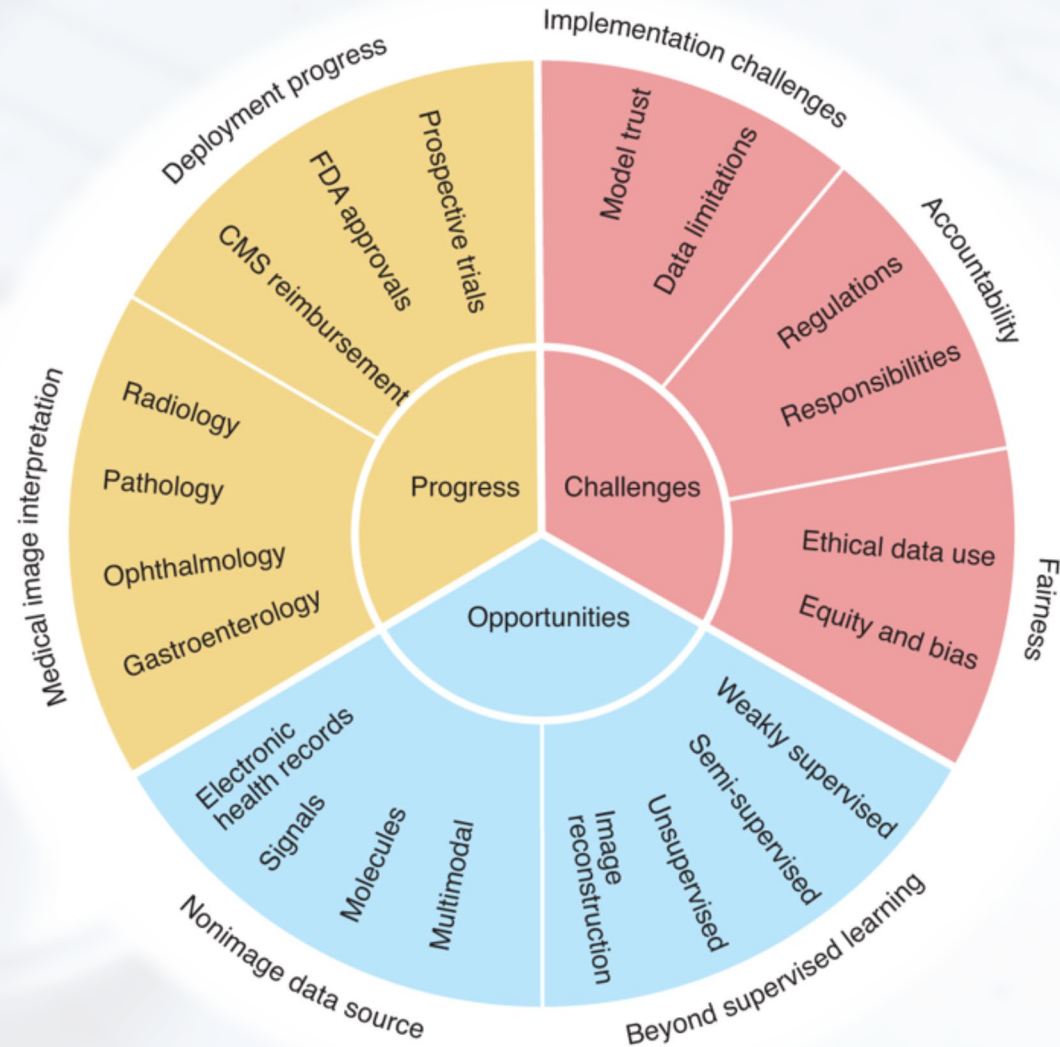 Deployment progress
Prospective trials
FDA approvals
CMS reimbursement
Medical image interpretation
Radiology
Pathology
Ophthalmology
Gastroenterology
Progress
Implementation challenges
Model trust
Data limitations
Accountability
Regulations
Responsibilities
Fairness
Ethical data use
Equity and bias
Challenges
Opportunities
Beyond supervised learning
Weakly supervised
Semi-supervised
Unsupervised
Image
reconstruction
Nonimage data source
Multimodal
Molecules
Signals
Electronic
health records